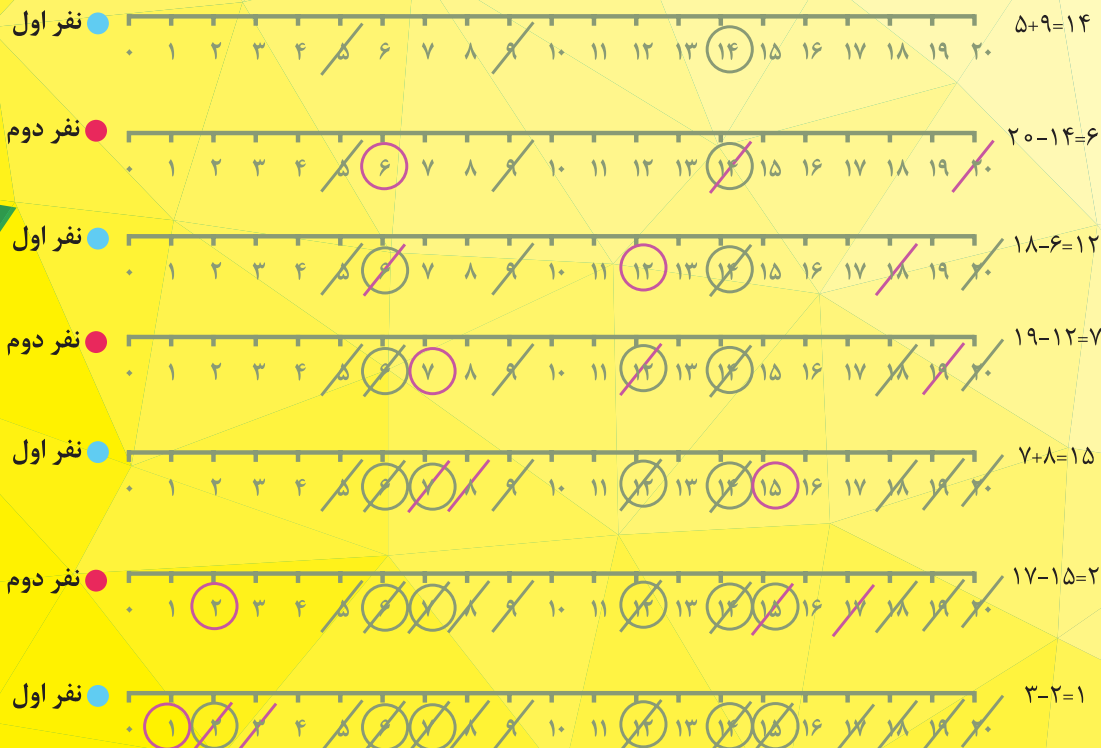 نفر اول
۰ ۱ ۲ ۳ ۴ ۵ ۶ ۷ ۸ ۹ ۱۰ ۱۱ ۱۲ ۱۳ ۱۴ ۱۵ ۱۶ ۱۷ ۱۸ ۱۹ ۲۰
۵+۹=۱۴
نفر دوم
۰ ۱ ۲ ۳ ۴ ۵ ۶ ۷ ۸ ۹ ۱۰ ۱۱ ۱۲ ۱۳ ۱۴ ۱۵ ۱۶ ۱۷ ۱۸ ۱۹ ۲۰
۲۰-۱۴=۶
نفر اول
۰ ۱ ۲ ۳ ۴ ۵ ۶ ۷ ۸ ۹ ۱۰ ۱۱ ۱۲ ۱۳ ۱۴ ۱۵ ۱۶ ۱۷ ۱۸ ۱۹ ۲۰
۱۸-۶=۱۲
نفر دوم
۰ ۱ ۲ ۳ ۴ ۵ ۶ ۷ ۸ ۹ ۱۰ ۱۱ ۱۲ ۱۳ ۱۴ ۱۵ ۱۶ ۱۷ ۱۸ ۱۹ ۲۰
۱۹-۱۲=۷
نفر اول
۰ ۱ ۲ ۳ ۴ ۵ ۶ ۷ ۸ ۹ ۱۰ ۱۱ ۱۲ ۱۳ ۱۴ ۱۵ ۱۶ ۱۷ ۱۸ ۱۹ ۲۰
۷+۸=۱۵
نفر دوم
۰ ۱ ۲ ۳ ۴ ۵ ۶ ۷ ۸ ۹ ۱۰ ۱۱ ۱۲ ۱۳ ۱۴ ۱۵ ۱۶ ۱۷ ۱۸ ۱۹ ۲۰
۱۷-۱۵=۲
نفر اول
۰ ۱ ۲ ۳ ۴ ۵ ۶ ۷ ۸ ۹ ۱۰ ۱۱ ۱۲ ۱۳ ۱۴ ۱۵ ۱۶ ۱۷ ۱۸ ۱۹ ۲۰
۳-۲=۱